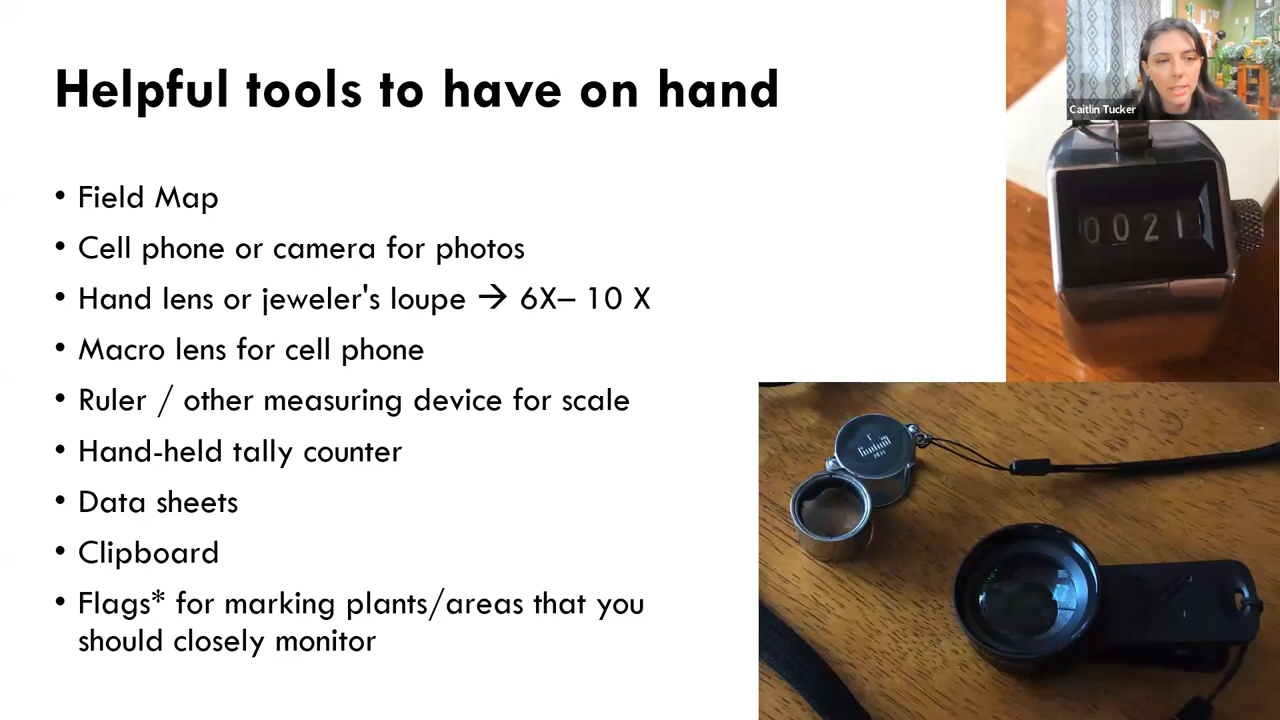 Helpful tools to have on hand
• Field Map
• Cell phone or camera for photos
• Hand lens or jeweler's loupe → 6X– 10 X
• Macro lens for cell phone
• Ruler / other measuring device for scale
• Hand-held tally counter
• Data sheets
• Clipboard
• Flags* for marking plants/areas that you
should closely monitor
Caitlin Tucker
0021